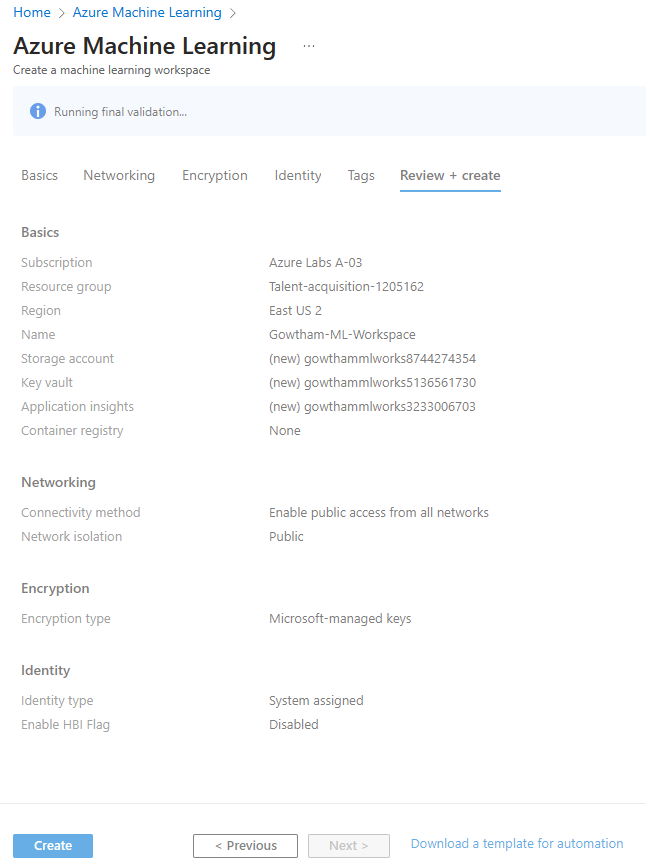 Home > Azure Machine Learning >
Azure Machine Learning ...
Create a machine learning workspace
Running final validation...
Basics Networking Encryption Identity Tags Review + create
Basics
Subscription Azure Labs A-03
Resource group Talent-acquisition-1205162
Region East US 2
Name Gowtham-ML-Workspace
Storage account (new) gowthammlworks8744274354
Key vault (new) gowthammlworks5136561730
Application insights (new) gowthammlworks3233006703
Container registry None
Networking
Connectivity method Enable public access from all networks
Network isolation Public
Encryption
Encryption type Microsoft-managed keys
Identity
Identity type System assigned
Enable HBI Flag Disabled
Create < Previous Next > Download a template for automation